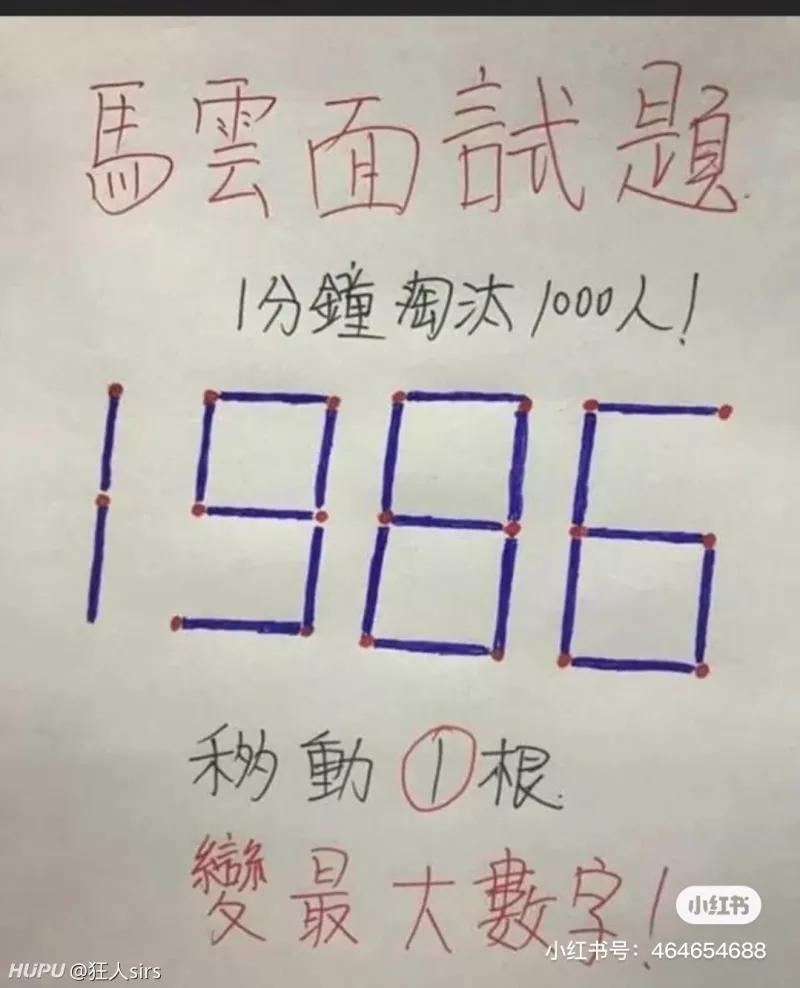 馬雲面試題
1分鐘淘汰1000人!
1986
移動①根.
變最大數字!
小红书
小红书号: 464654688
HUPU @狂人sirs